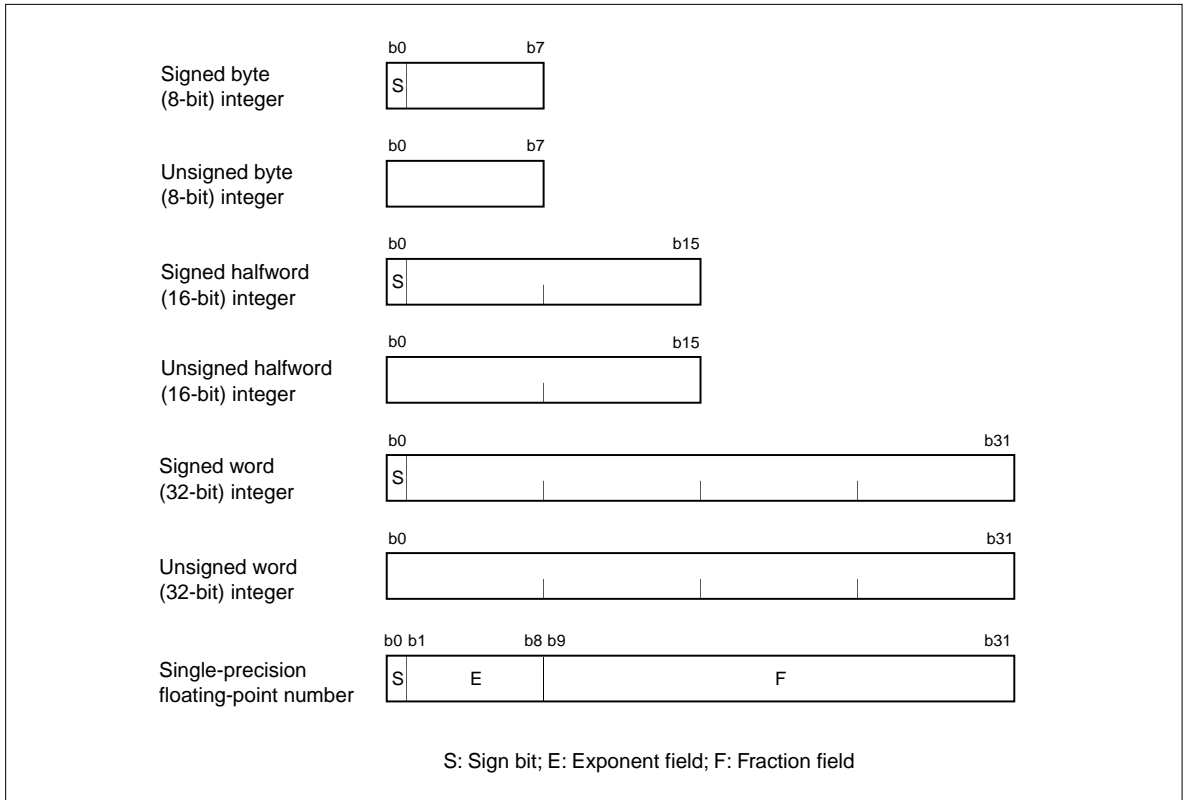 b0 b7
Signed byte
(8-bit) integer
S
b0 b7
Unsigned byte
(8-bit) integer
b0 b15
Signed halfword
(16-bit) integer
S
b0 b15
Unsigned halfword
(16-bit) integer
b0 b31
Signed word
(32-bit) integer
S
b0 b31
Unsigned word
(32-bit) integer
b0 b1 b8 b9 b31
Single-precision
floating-point number
S E F
S: Sign bit; E: Exponent field; F: Fraction field